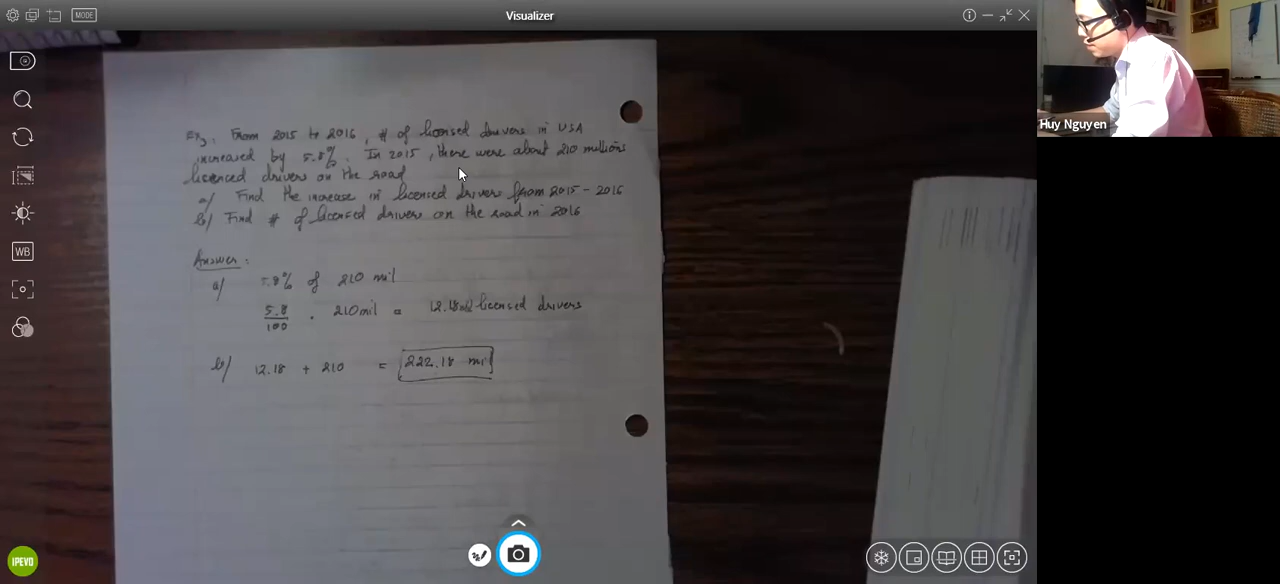 MODE
Visualizer
Huy Nguyen
Ex3: From 2015 to 2016, # of licensed drivers in USA
increased by 5.8%. In 2015, there were about 210 millions
licensed drivers on the road
a/ Find the increase in licensed drivers from 2015 - 2016
b/ Find # of licensed drivers on the road in 2016
Answer:
a/ 5.8% of 210 mil
5.8/100 . 210 mil = 12.18 mil licensed drivers
b/ 12.18 + 210 = 222.18 mil
WB
IPEVO